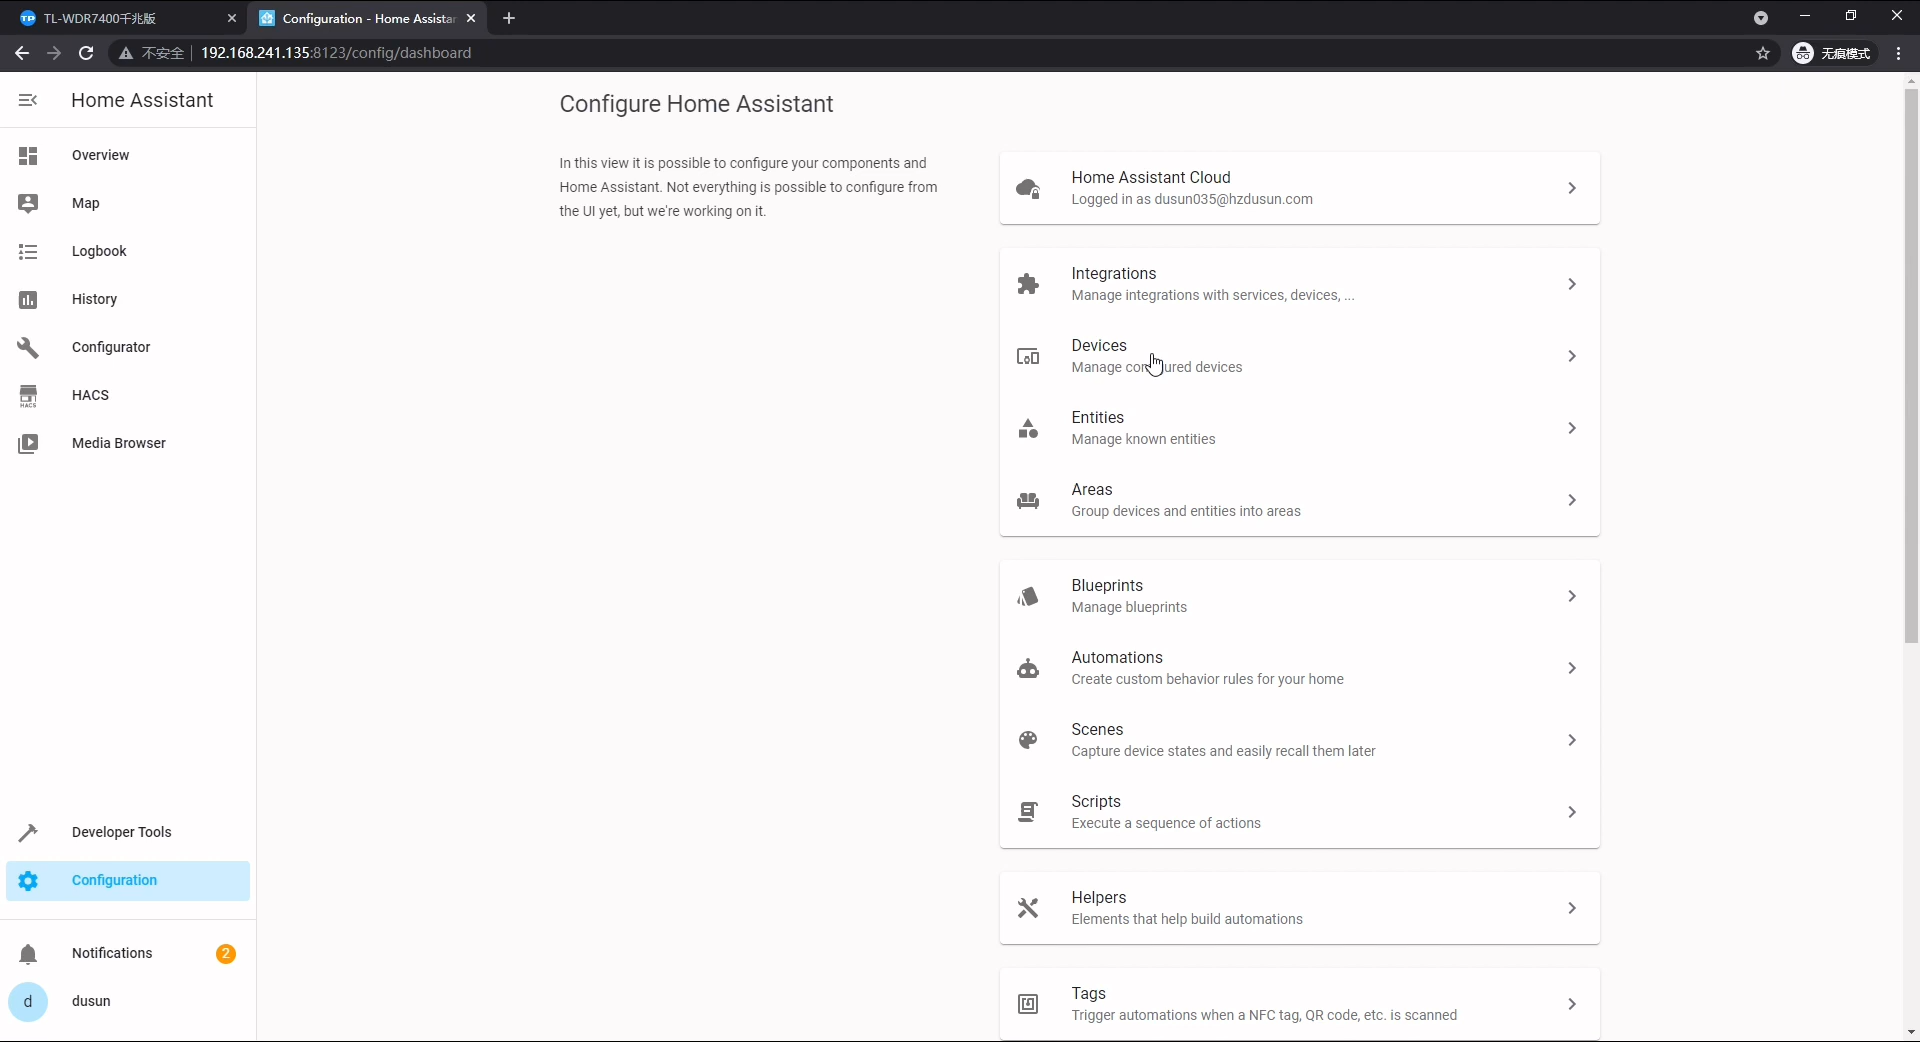 TL-WDR7400千兆版
Configuration - Home Assistar
不安全
192.168.241.135:8123/config/dashboard
无痕模式
Home Assistant
Overview
Map
Logbook
History
Configurator
HACS
HACS
Media Browser
Developer Tools
Configuration
Notifications
2
d
dusun
Configure Home Assistant
In this view it is possible to configure your components and
Home Assistant. Not everything is possible to configure from
the UI yet, but we're working on it.
Home Assistant Cloud
Logged in as dusun035@hzdusun.com
Integrations
Manage integrations with services, devices, ...
Devices
Manage con ured devices
Entities
Manage known entities
Areas
Group devices and entities into areas
Blueprints
Manage blueprints
Automations
Create custom behavior rules for your home
Scenes
Capture device states and easily recall them later
Scripts
Execute a sequence of actions
Helpers
Elements that help build automations
Tags
Trigger automations when a NFC tag, QR code, etc. is scanned